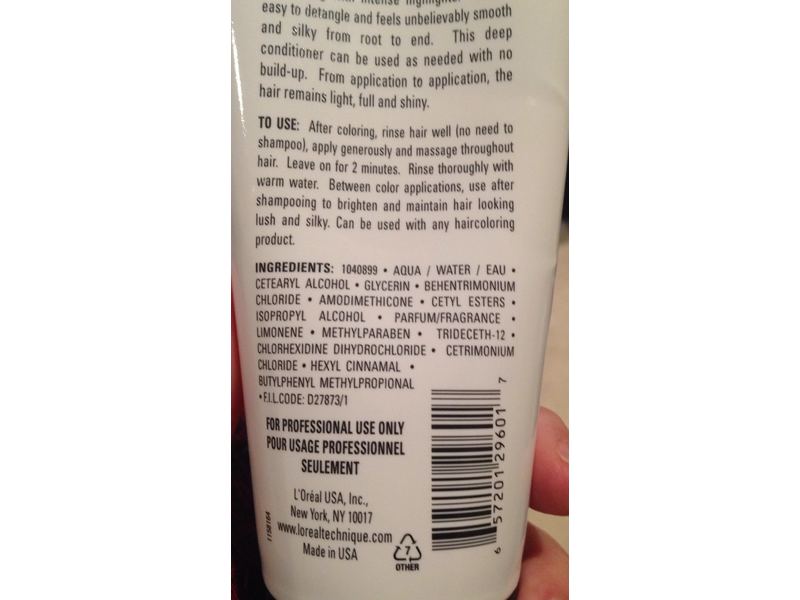 intense
easy to detangle and feels unbelievably smooth
and silky from root to end. This deep
conditioner can be used as needed with no
build-up. From application to application, the
hair remains light, full and shiny.
TO USE: After coloring, rinse hair well (no need to
shampoo), apply generously and massage throughout
hair. Leave on for 2 minutes. Rinse thoroughly with
warm water. Between color applications, use after
shampooing to brighten and maintain hair looking
lush and silky. Can be used with any haircoloring
product.
INGREDIENTS: 1040899 • AQUA / WATER / EAU •
CETEARYL ALCOHOL • GLYCERIN • BEHENTRIMONIUM
CHLORIDE • AMODIMETHICONE • CETYL ESTERS •
ISOPROPYL ALCOHOL • PARFUM/FRAGRANCE •
LIMONENE • METHYLPARABEN • TRIDECETH-12 •
CHLORHEXIDINE DIHYDROCHLORIDE • CETRIMONIUM
CHLORIDE • HEXYL CINNAMAL •
BUTYLPHENYL METHYLPROPIONAL
• F.I.L.CODE: D27873/1
FOR PROFESSIONAL USE ONLY
POUR USAGE PROFESSIONNEL
SEULEMENT
L'Oréal USA, Inc.,
New York, NY 10017
www.lorealtechnique.com
Made in USA
7
OTHER
6 57201 29601 7